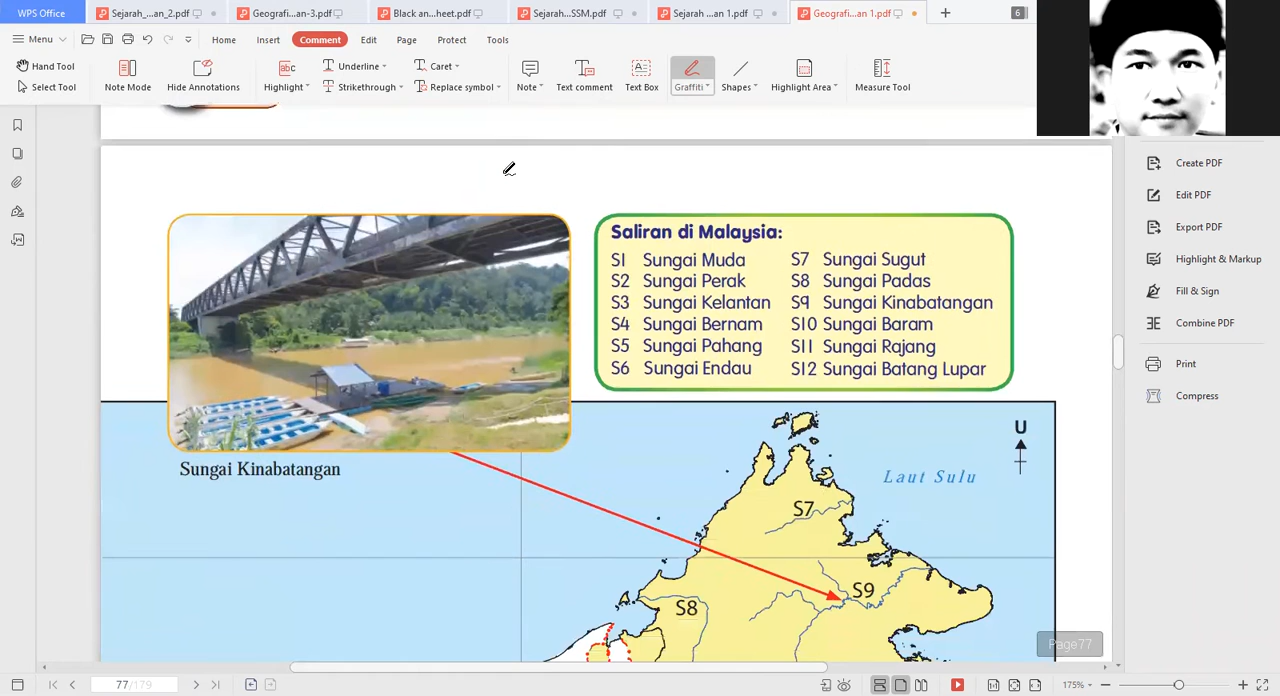 WPS Office
Sejarah_...an_2.pdf
Geografi...an-3.pdf
Black an...heet.pdf
Sejarah...SSM.pdf
Sejarah ...an 1.pdf
Geografi...an 1.pdf
6
Menu
Home
Insert
Comment
Edit
Page
Protect
Tools
Hand Tool
Select Tool
Note Mode
Hide Annotations
abc
Highlight
Underline
Strikethrough
Caret
Replace symbol
Note
Text comment
Text Box
Graffiti
Shapes
Highlight Area
Measure Tool
Create PDF
Edit PDF
Export PDF
Highlight & Markup
Fill & Sign
Combine PDF
Print
Compress
Saliran di Malaysia:
S1 Sungai Muda
S2 Sungai Perak
S3 Sungai Kelantan
S4 Sungai Bernam
S5 Sungai Pahang
S6 Sungai Endau
S7 Sungai Sugut
S8 Sungai Padas
S9 Sungai Kinabatangan
S10 Sungai Baram
S11 Sungai Rajang
S12 Sungai Batang Lupar
Sungai Kinabatangan
U
Laut Sulu
S7
S9
S8
Page77
77/179
175%